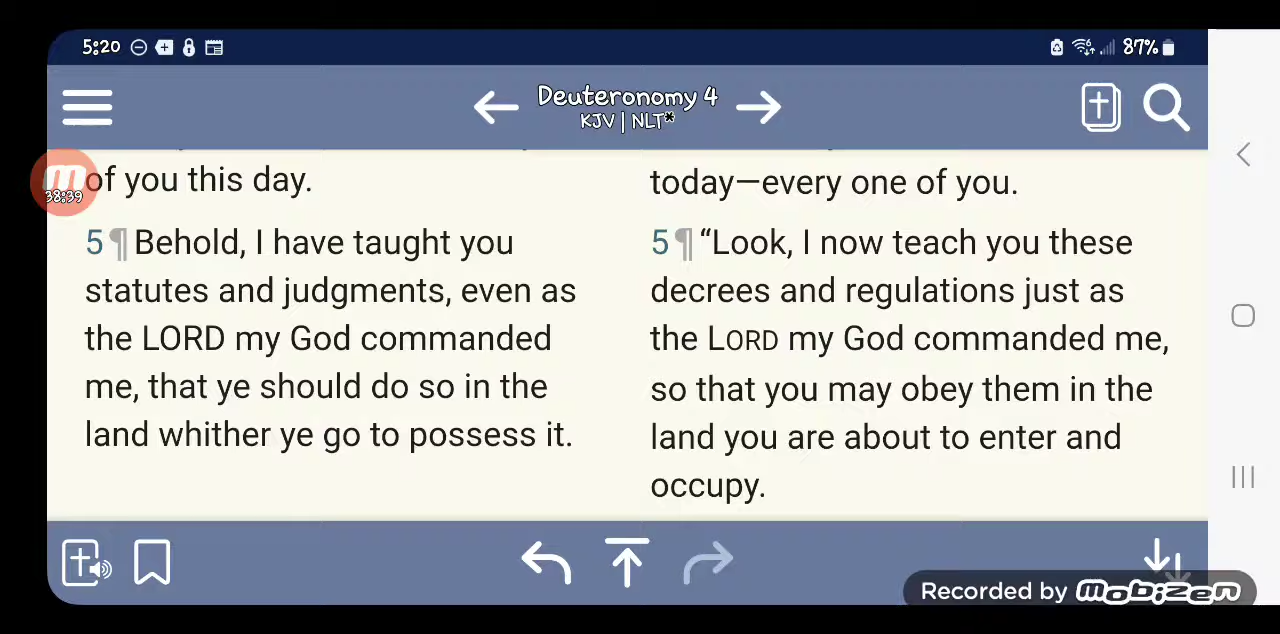 5:20
87%
Deuteronomy 4
KJV | NLT*
38:39
of you this day.
5 ¶ Behold, I have taught you
statutes and judgments, even as
the LORD my God commanded
me, that ye should do so in the
land whither ye go to possess it.
today—every one of you.
5 ¶ “Look, I now teach you these
decrees and regulations just as
the LORD my God commanded me,
so that you may obey them in the
land you are about to enter and
occupy.
Recorded by mobizen